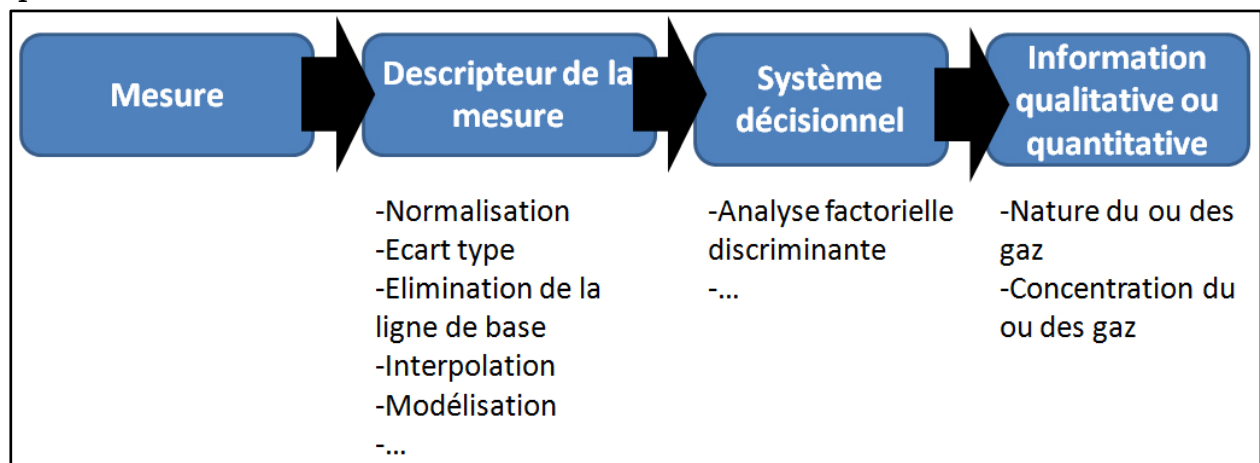 Mesure
Descripteur de la
mesure
Système
décisionnel
Information
qualitative ou
quantitative
-Normalisation
-Ecart type
-Elimination de la
ligne de base
-Interpolation
-Modélisation
-...
-Analyse factorielle
discriminante
-...
-Nature du ou des
gaz
-Concentration du
ou des gaz